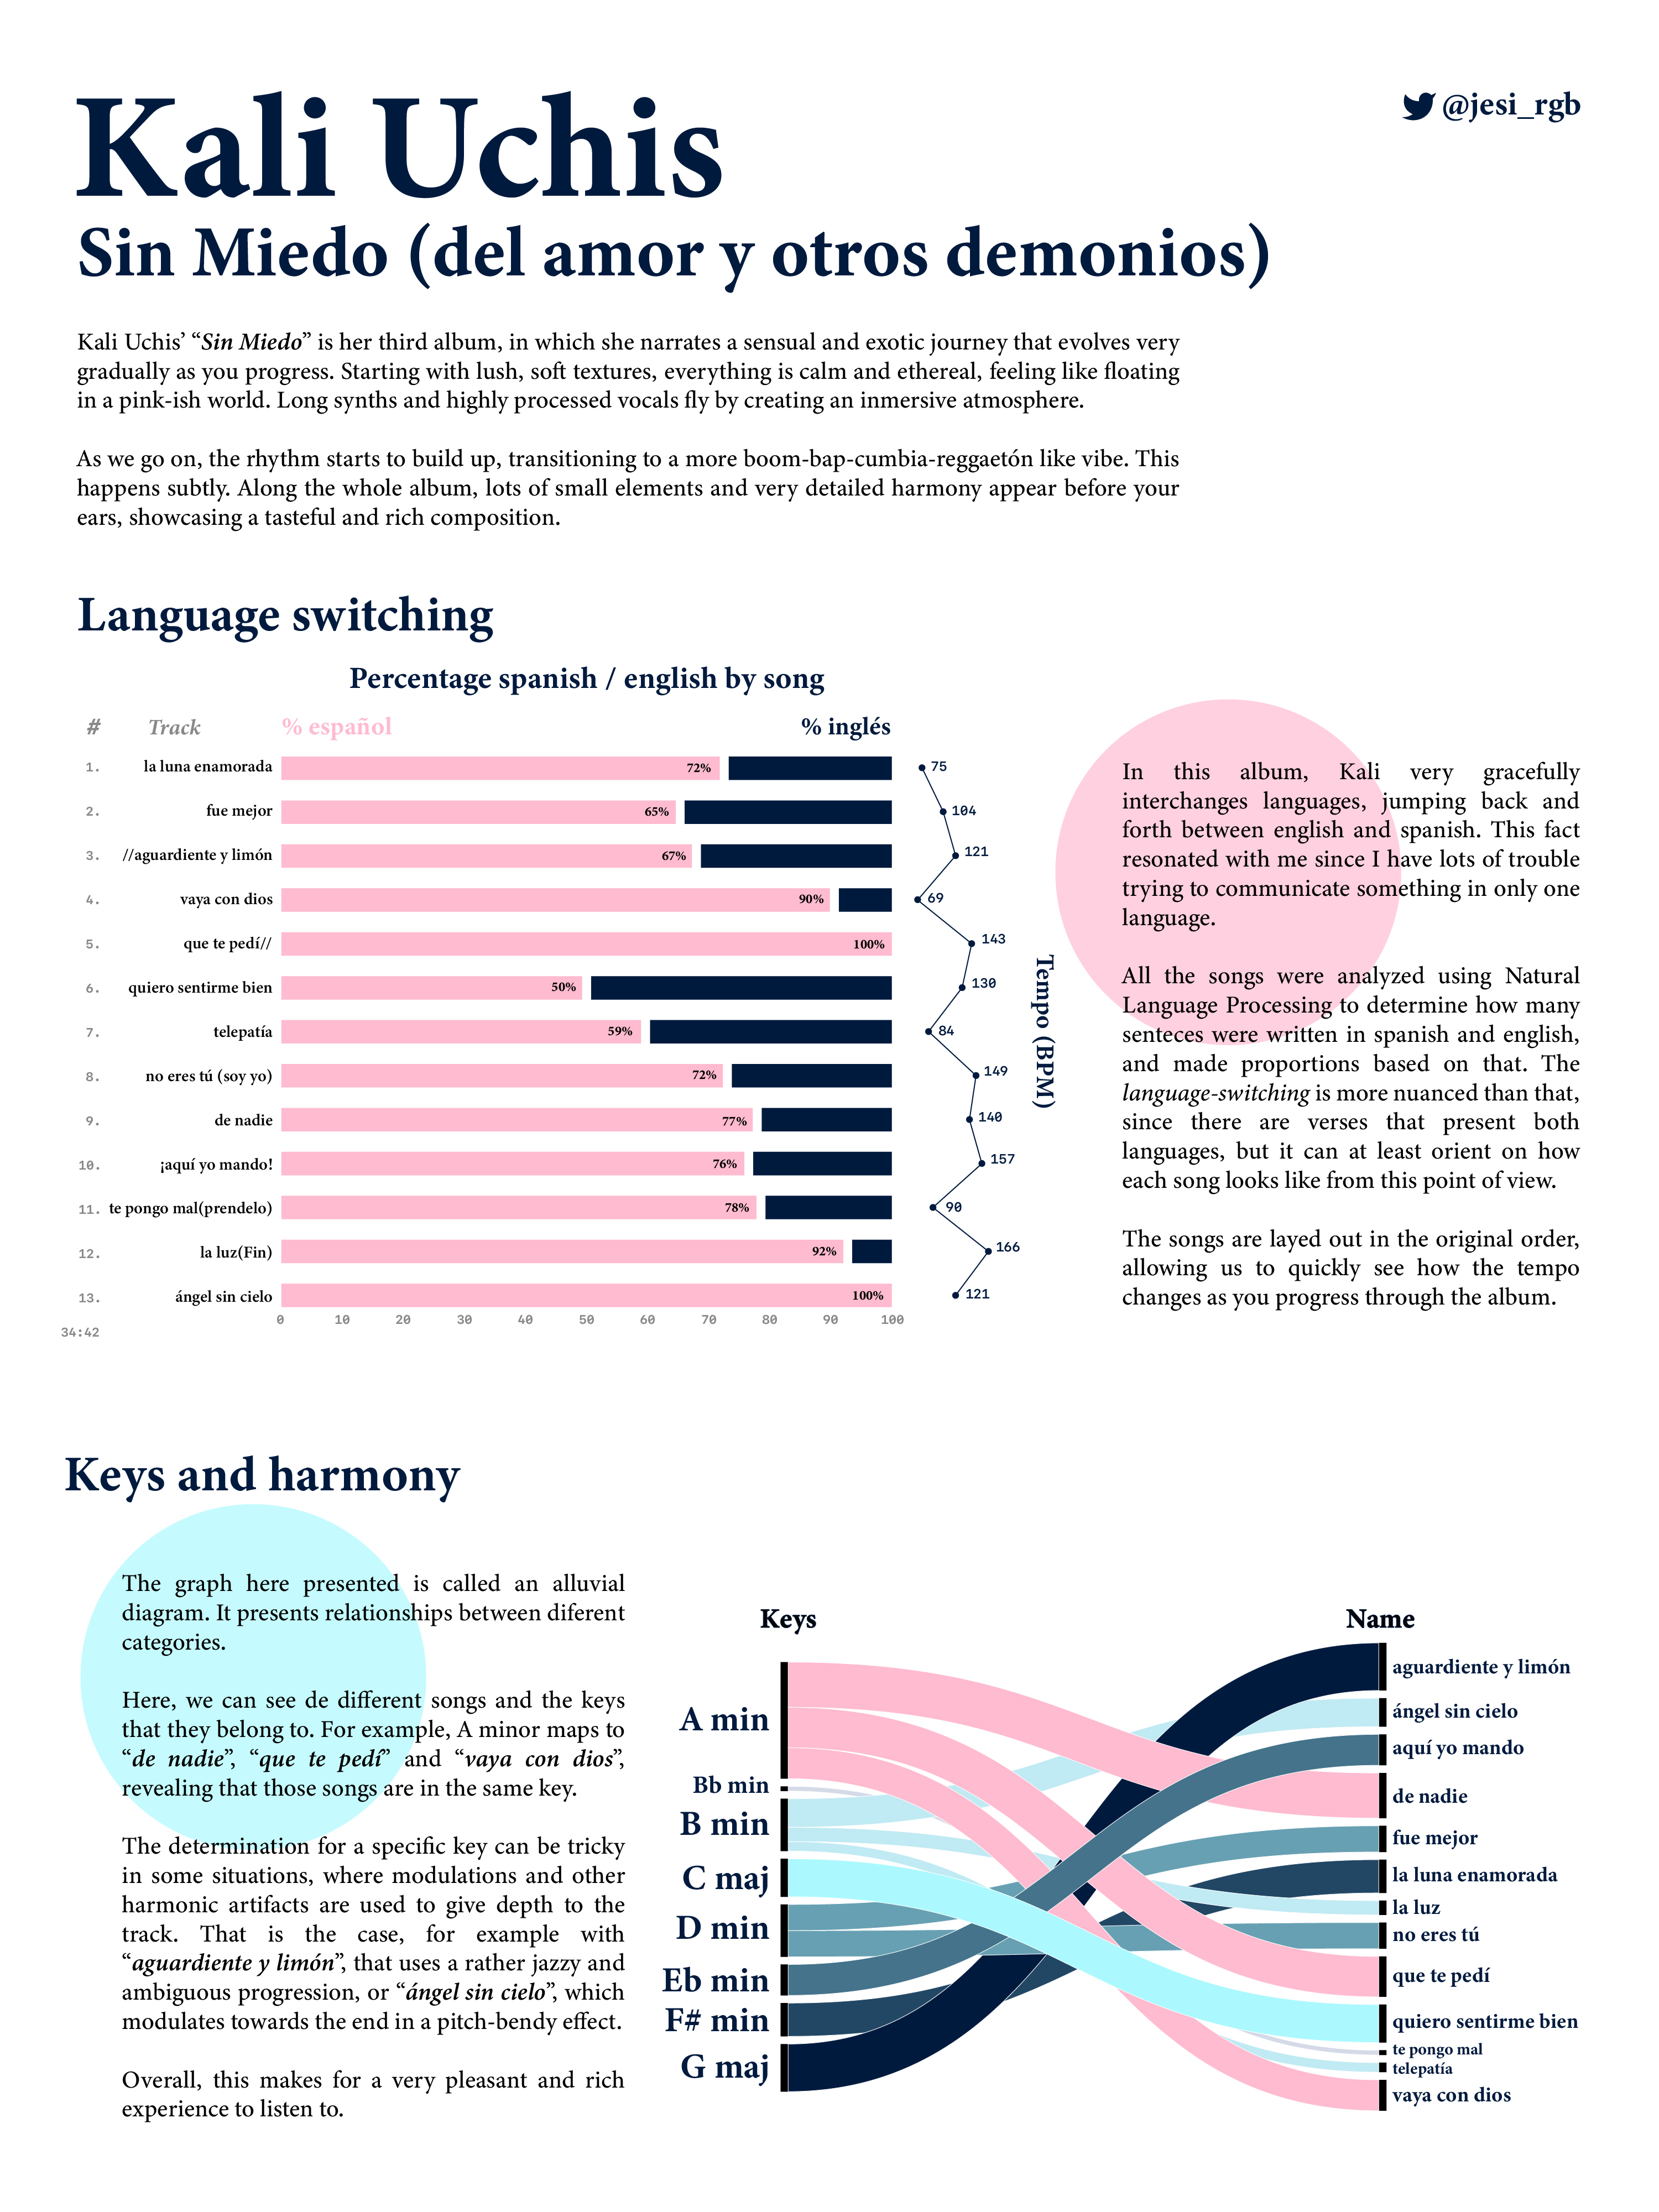 Kali Uchis
@jesi_rgb
Sin Miedo (del amor y otros demonios)
Kali Uchis’ “Sin Miedo” is her third album, in which she narrates a sensual and exotic journey that evolves very
gradually as you progress. Starting with lush, soft textures, everything is calm and ethereal, feeling like floating
in a pink-ish world. Long synths and highly processed vocals fly by creating an inmersive atmosphere.
As we go on, the rhythm starts to build up, transitioning to a more boom-bap-cumbia-reggaetón like vibe. This
happens subtly. Along the whole album, lots of small elements and very detailed harmony appear before your
ears, showcasing a tasteful and rich composition.
Language switching
Percentage spanish / english by song
# Track % español % inglés
1. la luna enamorada 72% 75
2. fue mejor 65% 104
3. //aguardiente y limón 67% 121
4. vaya con dios 90% 69
5. que te pedí// 100% 143
6. quiero sentirme bien 50% 130
7. telepatía 59% 84
8. no eres tú (soy yo) 72% 149
9. de nadie 77% 140
10. ¡aquí yo mando! 76% 157
11. te pongo mal(prendelo) 78% 90
12. la luz(Fin) 92% 166
13. ángel sin cielo 100% 121
0 10 20 30 40 50 60 70 80 90 100
34:42
Tempo (BPM)
In this album, Kali very gracefully
interchanges languages, jumping back and
forth between english and spanish. This fact
resonated with me since I have lots of trouble
trying to communicate something in only one
language.
All the songs were analyzed using Natural
Language Processing to determine how many
senteces were written in spanish and english,
and made proportions based on that. The
language-switching is more nuanced than that,
since there are verses that present both
languages, but it can at least orient on how
each song looks like from this point of view.
The songs are layed out in the original order,
allowing us to quickly see how the tempo
changes as you progress through the album.
Keys and harmony
The graph here presented is called an alluvial
diagram. It presents relationships between diferent
categories.
Here, we can see de different songs and the keys
that they belong to. For example, A minor maps to
“de nadie”, “que te pedí” and “vaya con dios”,
revealing that those songs are in the same key.
The determination for a specific key can be tricky
in some situations, where modulations and other
harmonic artifacts are used to give depth to the
track. That is the case, for example with
“aguardiente y limón”, that uses a rather jazzy and
ambiguous progression, or “ángel sin cielo”, which
modulates towards the end in a pitch-bendy effect.
Overall, this makes for a very pleasant and rich
experience to listen to.
Keys
A min
Bb min
B min
C maj
D min
Eb min
F# min
G maj
Name
aguardiente y limón
ángel sin cielo
aquí yo mando
de nadie
fue mejor
la luna enamorada
la luz
no eres tú
que te pedí
quiero sentirme bien
te pongo mal
telepatía
vaya con dios